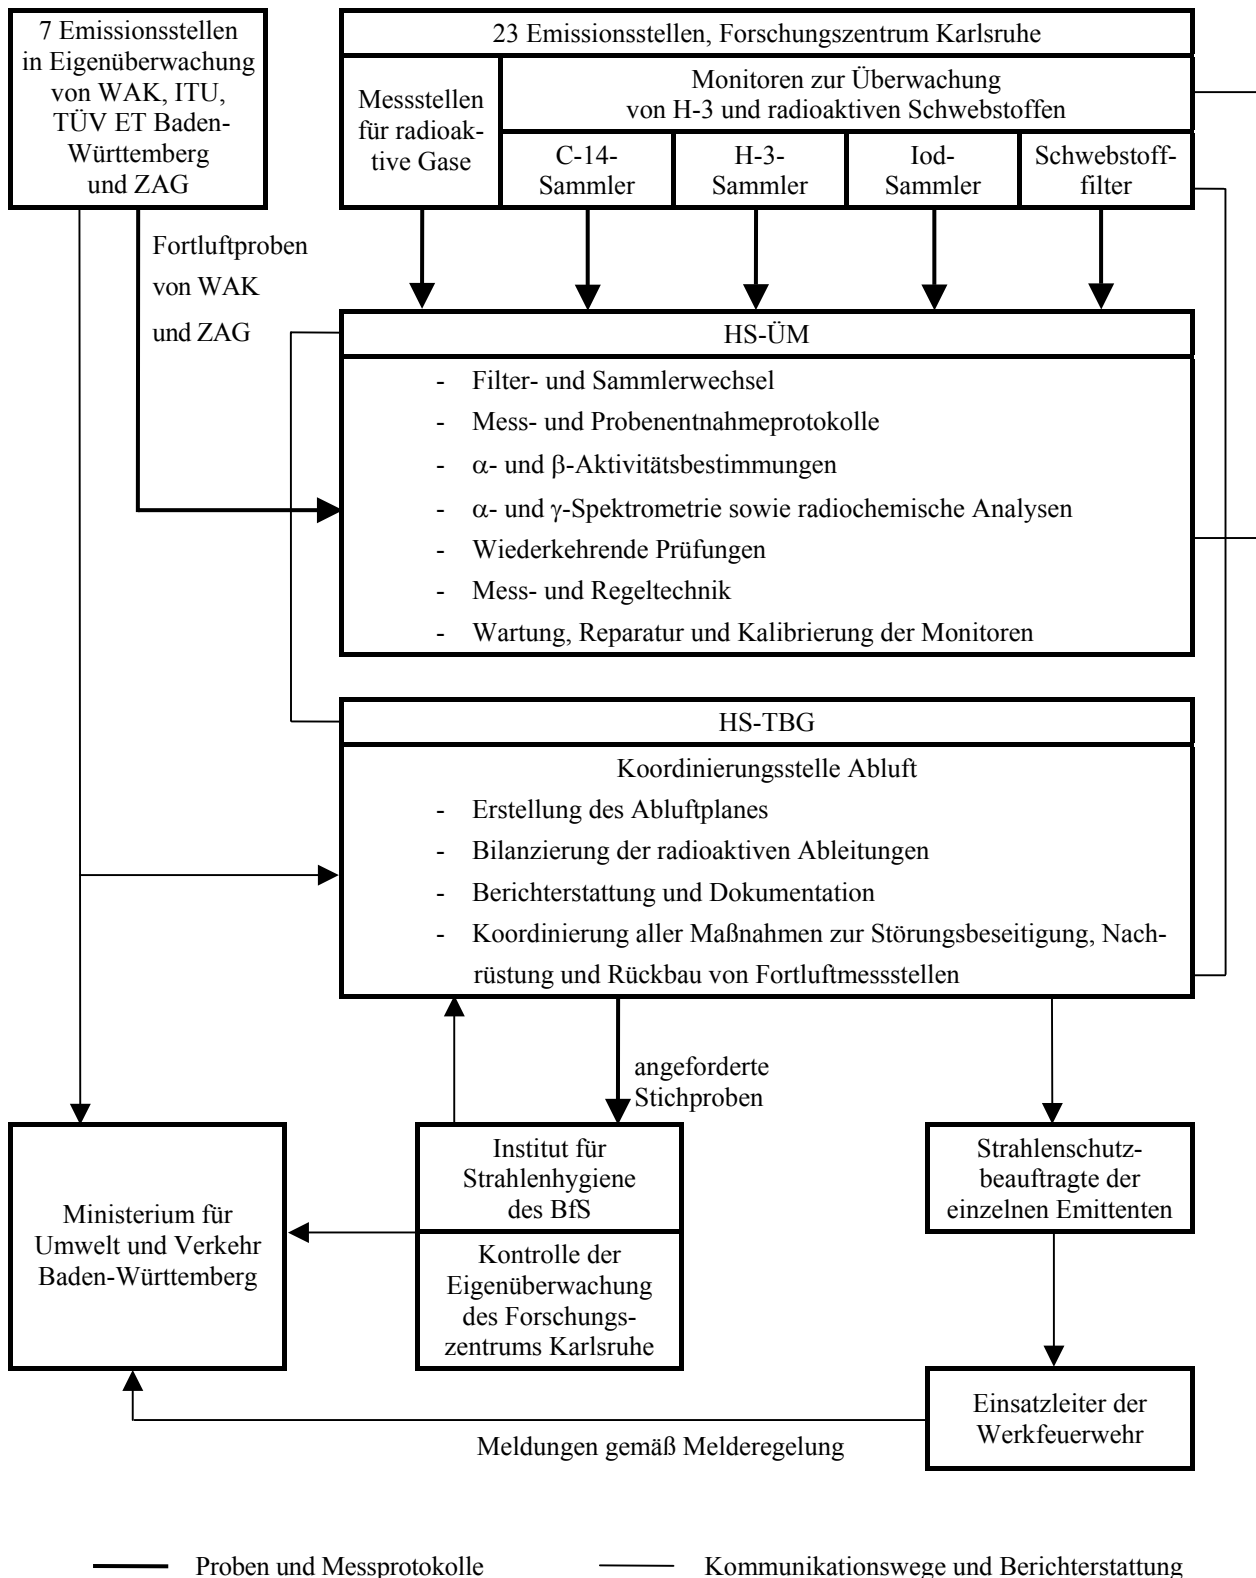 7 Emissionsstellen
in Eigenüberwachung
von WAK, ITU,
TÜV ET Baden-
Württemberg
und ZAG
23 Emissionsstellen, Forschungszentrum Karlsruhe
Messstellen
für radioak-
tive Gase
Monitoren zur Überwachung
von H-3 und radioaktiven Schwebstoffen
C-14-
Sammler
H-3-
Sammler
Iod-
Sammler
Schwebstoff-
filter
Fortluftproben
von WAK
und ZAG
HS-ÜM
- Filter- und Sammlerwechsel
- Mess- und Probenentnahmeprotokolle
- α- und β-Aktivitätsbestimmungen
- α- und γ-Spektrometrie sowie radiochemische Analysen
- Wiederkehrende Prüfungen
- Mess- und Regeltechnik
- Wartung, Reparatur und Kalibrierung der Monitoren
HS-TBG
Koordinierungsstelle Abluft
- Erstellung des Abluftplanes
- Bilanzierung der radioaktiven Ableitungen
- Berichterstattung und Dokumentation
- Koordinierung aller Maßnahmen zur Störungsbeseitigung, Nach-
rüstung und Rückbau von Fortluftmessstellen
angeforderte
Stichproben
Ministerium für
Umwelt und Verkehr
Baden-Württemberg
Institut für
Strahlenhygiene
des BfS
Kontrolle der
Eigenüberwachung
des Forschungs-
zentrums Karlsruhe
Strahlenschutz-
beauftragte der
einzelnen Emittenten
Einsatzleiter der
Werkfeuerwehr
Meldungen gemäß Melderegelung
Proben und Messprotokolle
Kommunikationswege und Berichterstattung